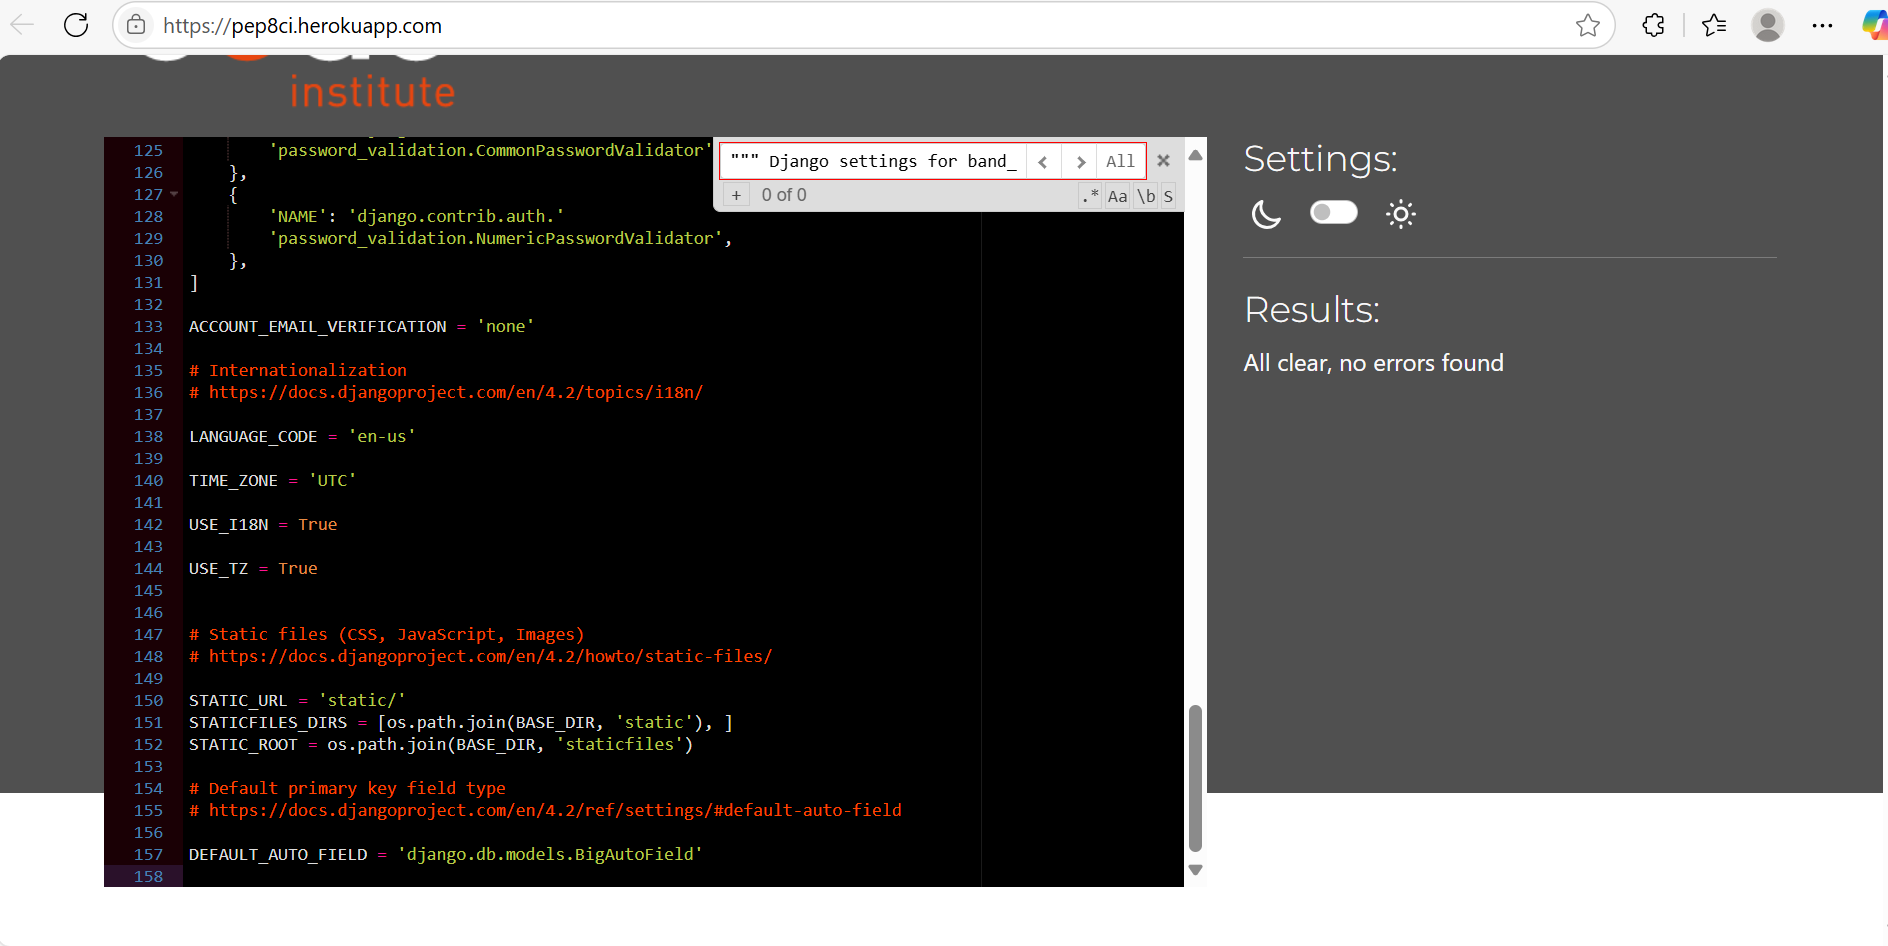 https://pep8ci.herokuapp.com
institute
125 'password_validation.CommonPasswordValidator'
126 },
127 {
128 'NAME': 'django.contrib.auth.'
129 'password_validation.NumericPasswordValidator',
130 },
131 ]
132
133 ACCOUNT_EMAIL_VERIFICATION = 'none'
134
135 # Internationalization
136 # https://docs.djangoproject.com/en/4.2/topics/i18n/
137
138 LANGUAGE_CODE = 'en-us'
139
140 TIME_ZONE = 'UTC'
141
142 USE_I18N = True
143
144 USE_TZ = True
145
146
147 # Static files (CSS, JavaScript, Images)
148 # https://docs.djangoproject.com/en/4.2/howto/static-files/
149
150 STATIC_URL = 'static/'
151 STATICFILES_DIRS = [os.path.join(BASE_DIR, 'static'), ]
152 STATIC_ROOT = os.path.join(BASE_DIR, 'staticfiles')
153
154 # Default primary key field type
155 # https://docs.djangoproject.com/en/4.2/ref/settings/#default-auto-field
156
157 DEFAULT_AUTO_FIELD = 'django.db.models.BigAutoField'
158
""" Django settings for band_ All
+ 0 of 0 .* Aa \b S
Settings:
Results:
All clear, no errors found